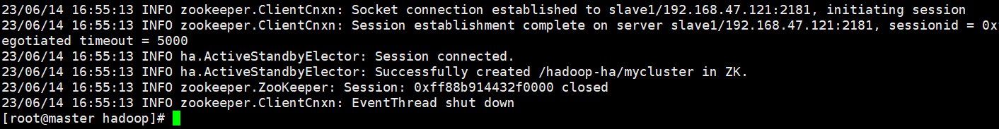 23/06/14 16:55:13 INFO zookeeper.ClientCnxn: Socket connection established to slave1/192.168.47.121:2181, initiating session
23/06/14 16:55:13 INFO zookeeper.ClientCnxn: Session establishment complete on server slave1/192.168.47.121:2181, sessionid = 0x
egotiated timeout = 5000
23/06/14 16:55:13 INFO ha.ActiveStandbyElector: Session connected.
23/06/14 16:55:13 INFO ha.ActiveStandbyElector: Successfully created /hadoop-ha/mycluster in ZK.
23/06/14 16:55:13 INFO zookeeper.ZooKeeper: Session: 0xff88b914432f0000 closed
23/06/14 16:55:13 INFO zookeeper.ClientCnxn: EventThread shut down
[root@master hadoop]#